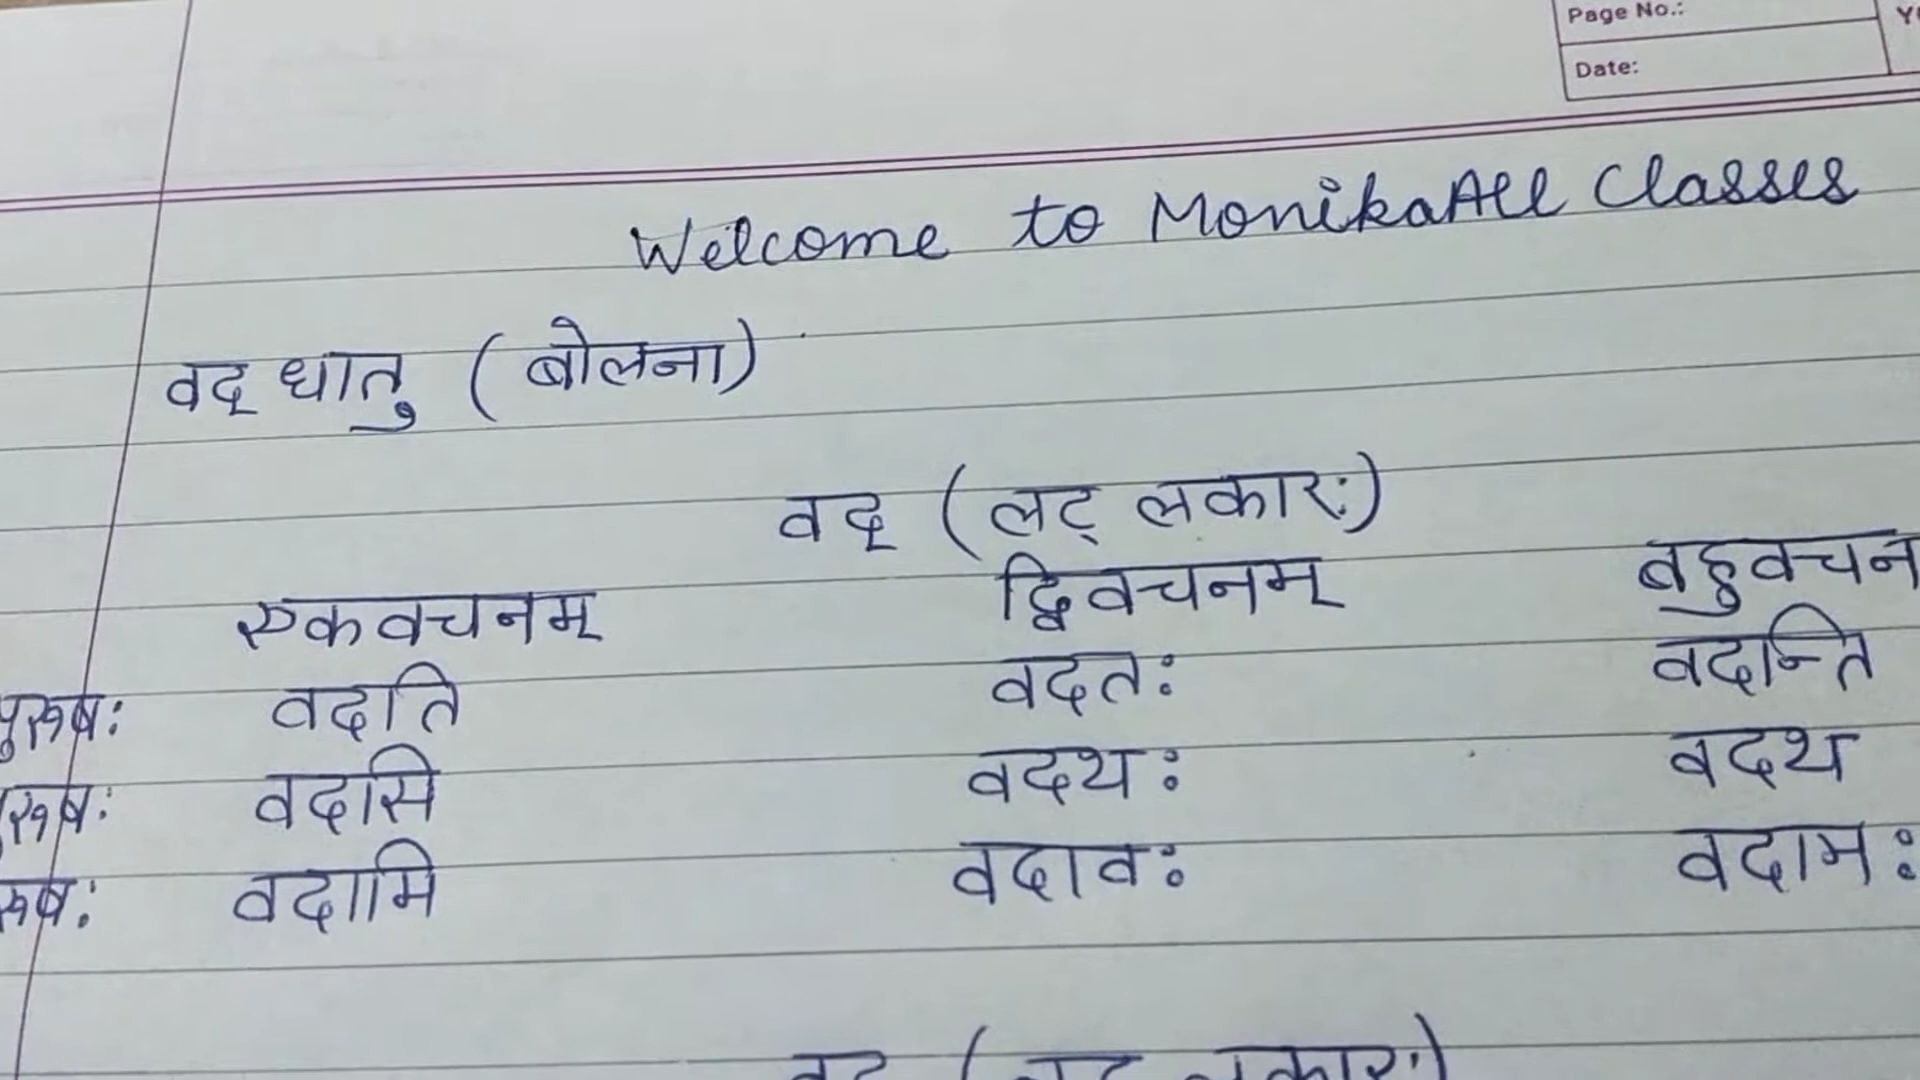 Page No.:
Date:
Welcome to MonikaAll Classes
वद् धातु (बोलना)
वद् (लट् लकारः)
एकवचनम् द्विवचनम् बहुवचन
पुरुषः वदति वदतः वदन्ति
रुषः वदसि वदथः वदथ
रुषः वदामि वदावः वदामः